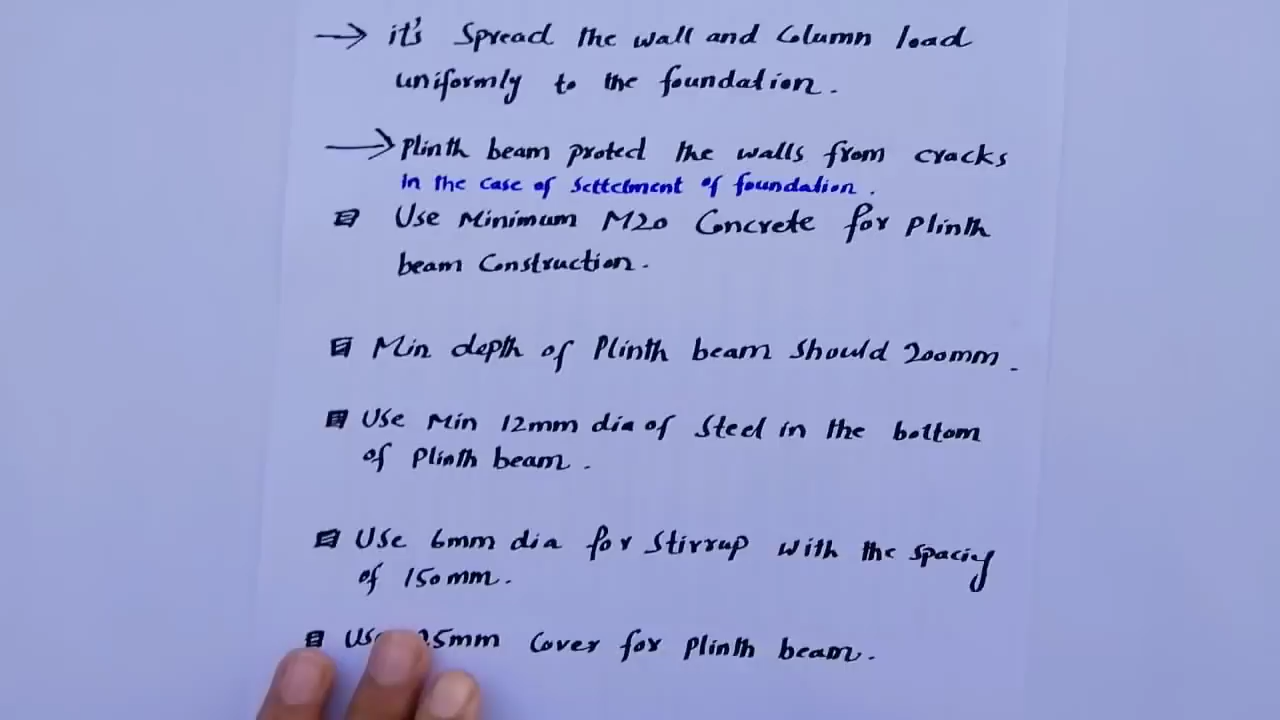 → it's Spread the wall and Column load
uniformly to the foundation.
→ Plinth beam proted the walls from cracks
in the case of settelment of foundation.
Use Minimum M20 Concrete for Plinth
beam Construction.
Min depth of Plinth beam should 200mm.
Use Min 12mm dia of Steel in the bottom
of Plinth beam.
Use 6mm dia for Stirrup with the spacing
of 150mm.
5mm Cover for Plinth beam.